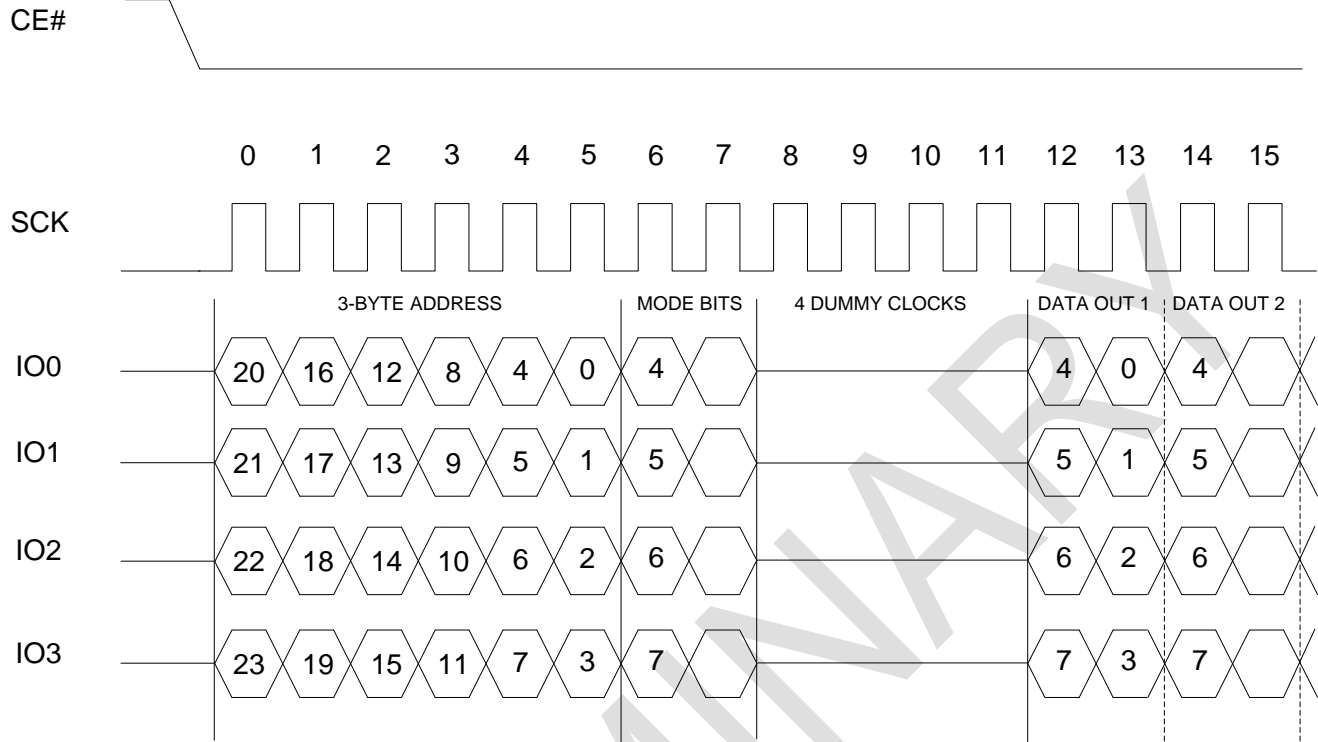 CE#
0 1 2 3 4 5 6 7 8 9 10 11 12 13 14 15
SCK
3-BYTE ADDRESS MODE BITS 4 DUMMY CLOCKS DATA OUT 1 DATA OUT 2
IO0 20 16 12 8 4 0 4 4 0 4
IO1 21 17 13 9 5 1 5 5 1 5
IO2 22 18 14 10 6 2 6 6 2 6
IO3 23 19 15 11 7 3 7 7 3 7
MINARY